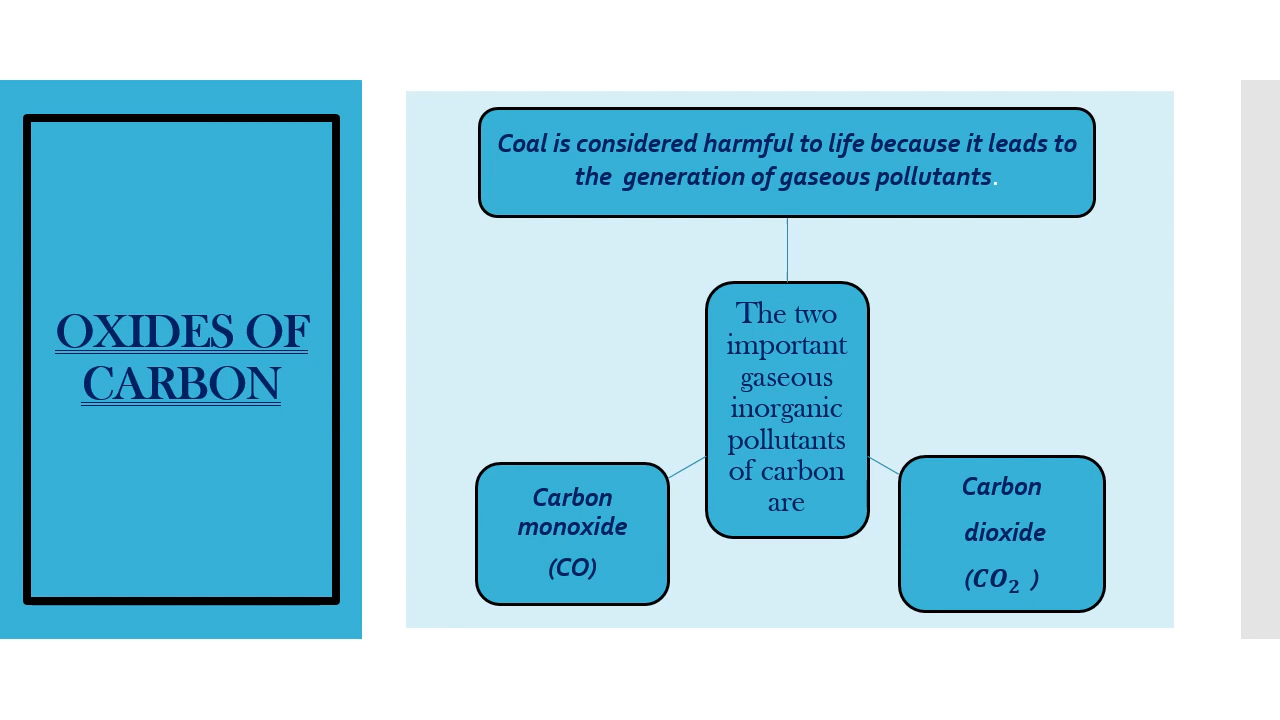 OXIDES OF
CARBON
Coal is considered harmful to life because it leads to
the  generation of gaseous pollutants.
The two
important
gaseous
inorganic
pollutants
of carbon
are
Carbon
monoxide
(CO)
Carbon
dioxide
(CO₂ )